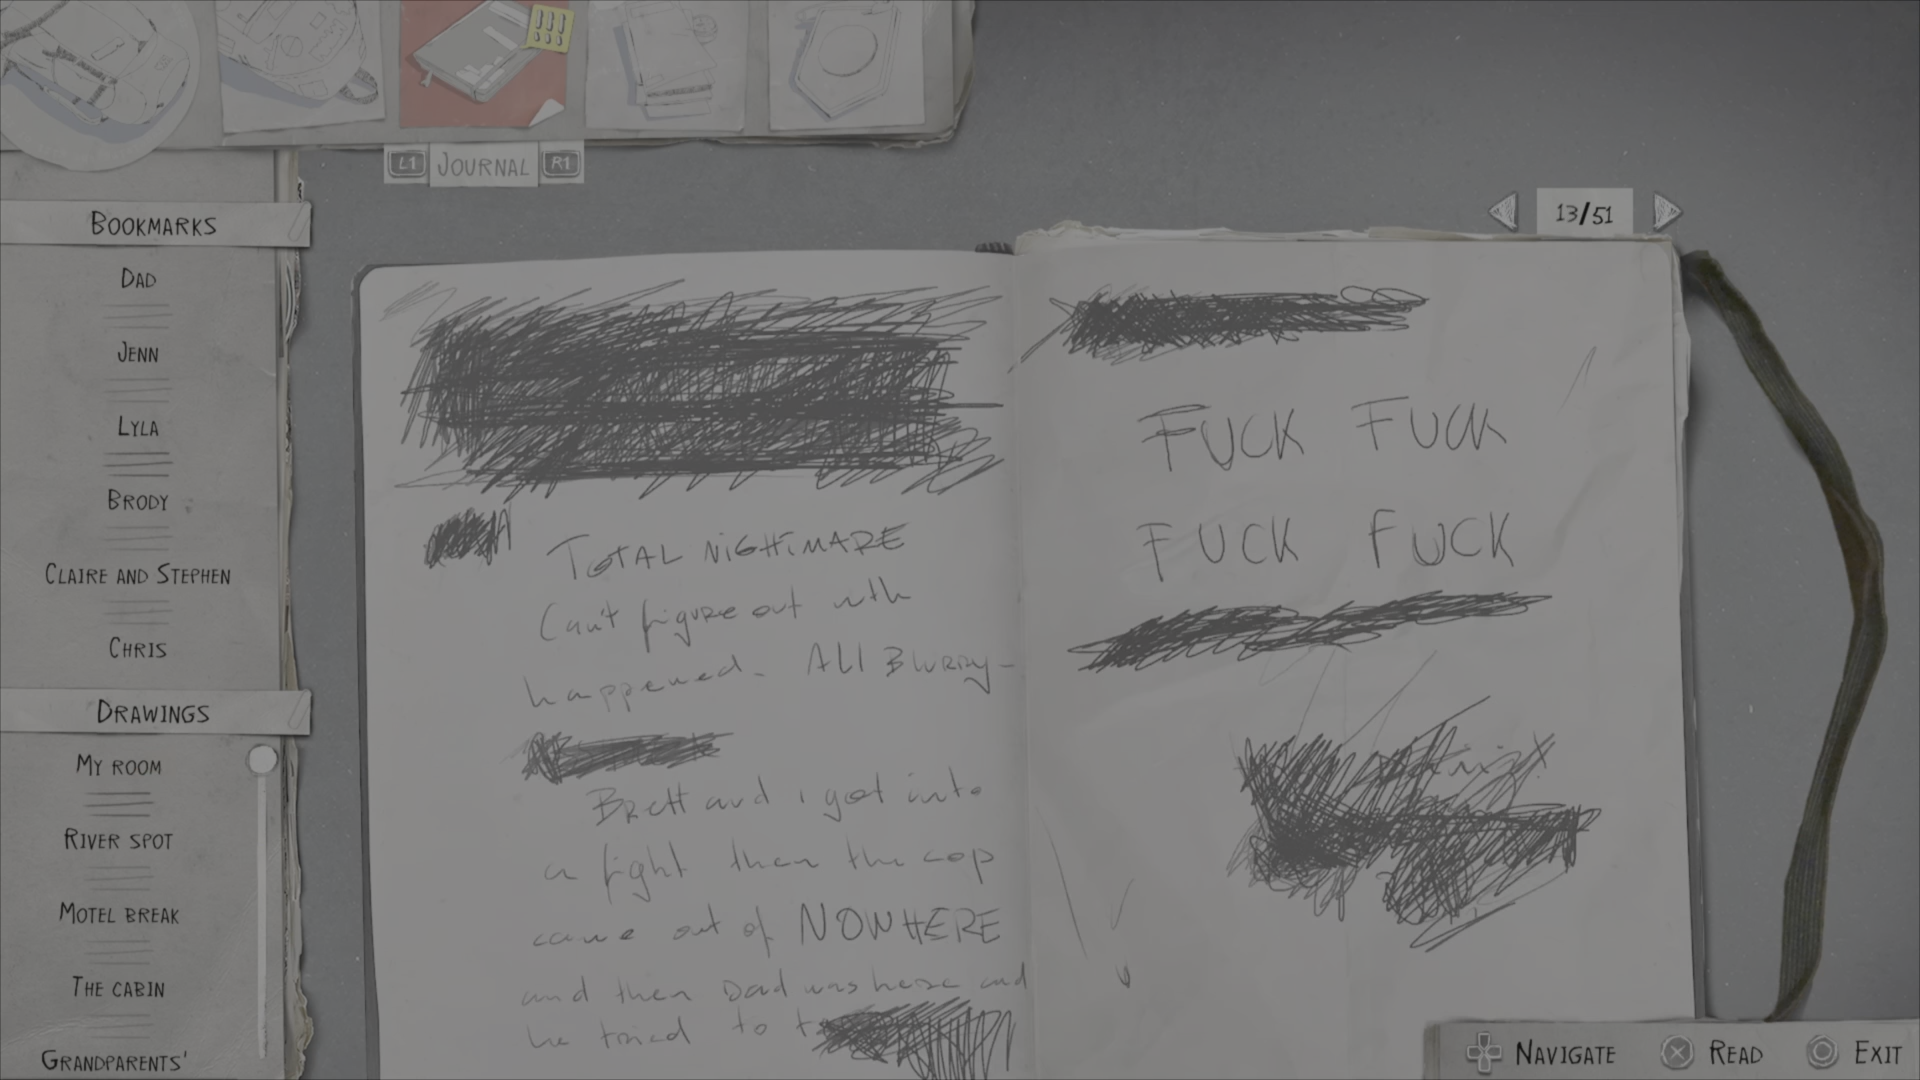 L1 JOURNAL R1
13/51
BOOKMARKS
DAD
JENN
LYLA
BRODY
CLAIRE AND STEPHEN
CHRIS
DRAWINGS
MY ROOM
RIVER SPOT
MOTEL BREAK
THE CABIN
GRANDPARENTS'
TOTAL NIGHTMARE
Can't figure out wth
happened. All BLURRY-
BRett and i got into
a fight then the cop
came out of NOWHERE
and then Dad was here and
he tried to
FUCK FUCK
FUCK FUCK
NAVIGATE READ EXIT